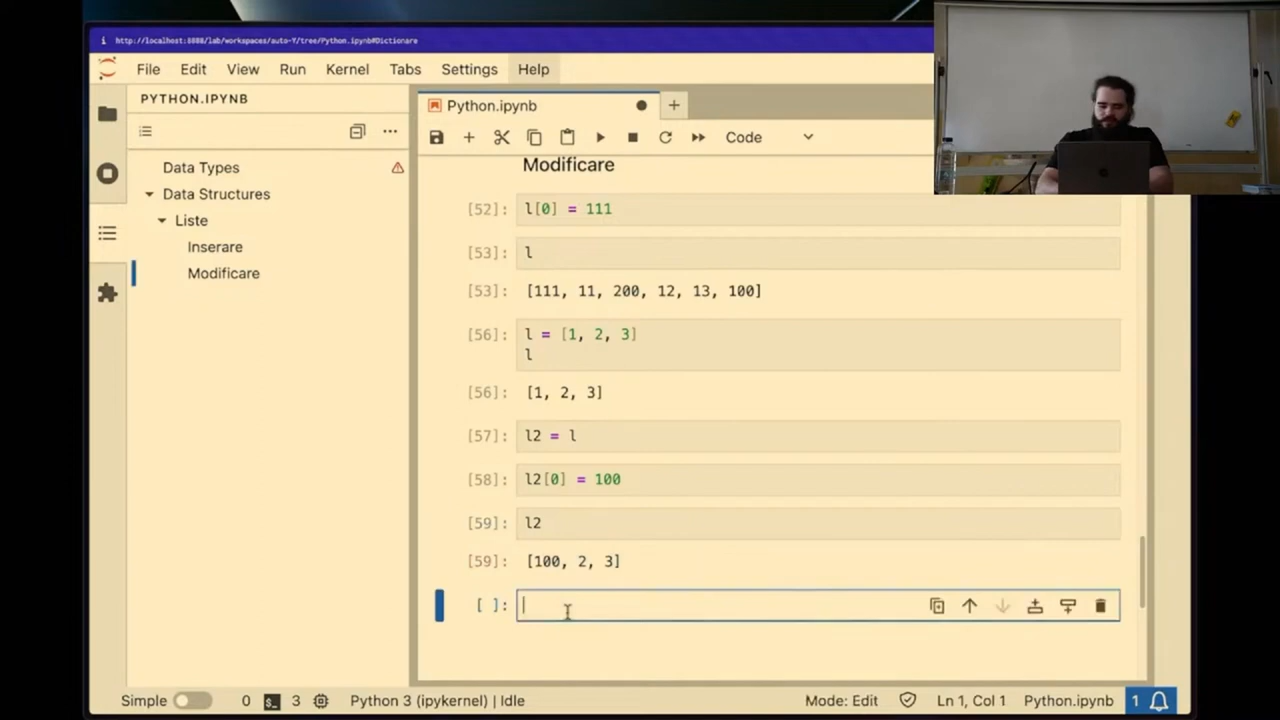 http://localhost:8888/lab/workspaces/auto-Y/tree/Python.ipynb#Dictionare
File Edit View Run Kernel Tabs Settings Help
PYTHON.IPYNB
Python.ipynb
Code
Data Types
Data Structures
Liste
Inserare
Modificare
Modificare
[52]: l[0] = 111
[53]: l
[53]: [111, 11, 200, 12, 13, 100]
[56]: l = [1, 2, 3]
l
[56]: [1, 2, 3]
[57]: l2 = l
[58]: l2[0] = 100
[59]: l2
[59]: [100, 2, 3]
[ ]:
Simple 0 3 Python 3 (ipykernel) | Idle Mode: Edit Ln 1, Col 1 Python.ipynb 1